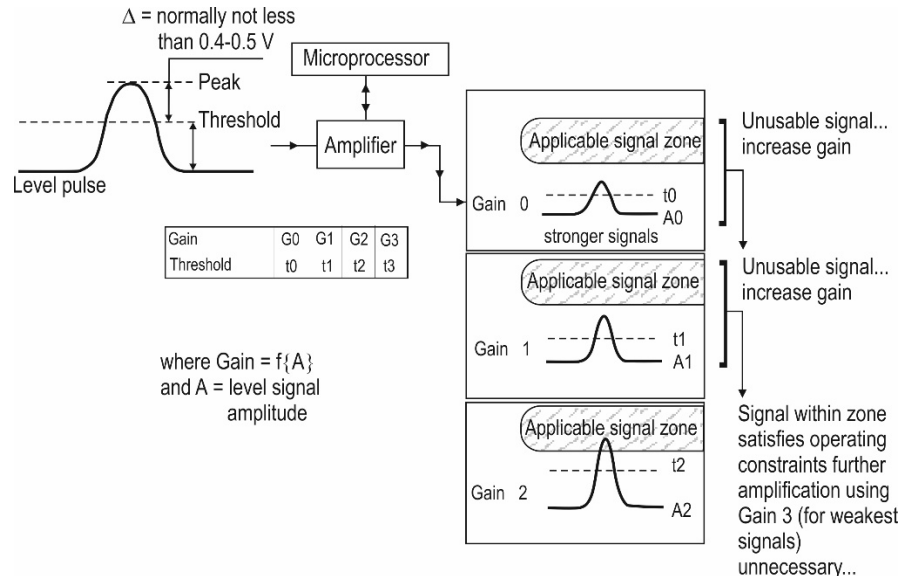 Δ = normally not less
than 0.4-0.5 V
Peak
Threshold
Level pulse
Microprocessor
Amplifier
Gain G0 G1 G2 G3
Threshold t0 t1 t2 t3
where Gain = f{A}
and A = level signal
amplitude
Applicable signal zone
Gain 0
t0
A0
stronger signals
Unusable signal...
increase gain
Applicable signal zone
Gain 1
t1
A1
Unusable signal...
increase gain
Applicable signal zone
Gain 2
t2
A2
Signal within zone
satisfies operating
constraints further
amplification using
Gain 3 (for weakest
signals)
unnecessary...